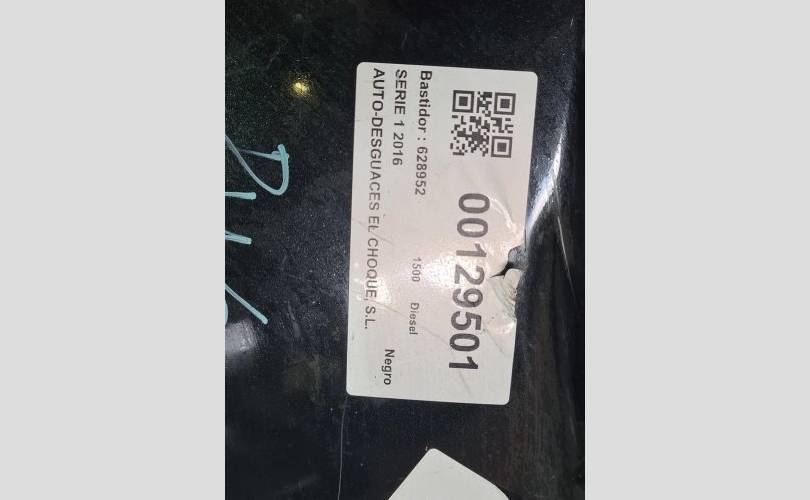 00129501
Bastidor : 628952 1500 Diesel
SERIE 1 2016 Negro
AUTO-DESGUACES EL CHOQUE, S.L.